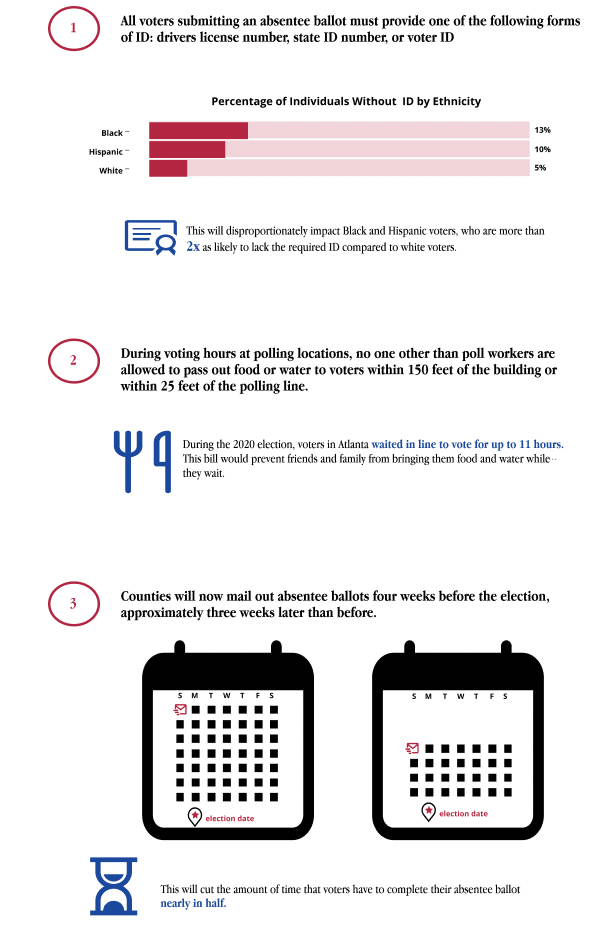 1
All voters submitting an absentee ballot must provide one of the following forms
of ID: drivers license number, state ID number, or voter ID
Percentage of Individuals Without ID by Ethnicity
Black
13%
Hispanic
10%
White
5%
This will disproportionately impact Black and Hispanic voters, who are more than
2x as likely to lack the required ID compared to white voters.
2
During voting hours at polling locations, no one other than poll workers are
allowed to pass out food or water to voters within 150 feet of the building or
within 25 feet of the polling line.
During the 2020 election, voters in Atlanta waited in line to vote for up to 11 hours.
This bill would prevent friends and family from bringing them food and water while
they wait.
3
Counties will now mail out absentee ballots four weeks before the election,
approximately three weeks later than before.
S M T W T F S
election date
S M T W T F S
election date
This will cut the amount of time that voters have to complete their absentee ballot
nearly in half.